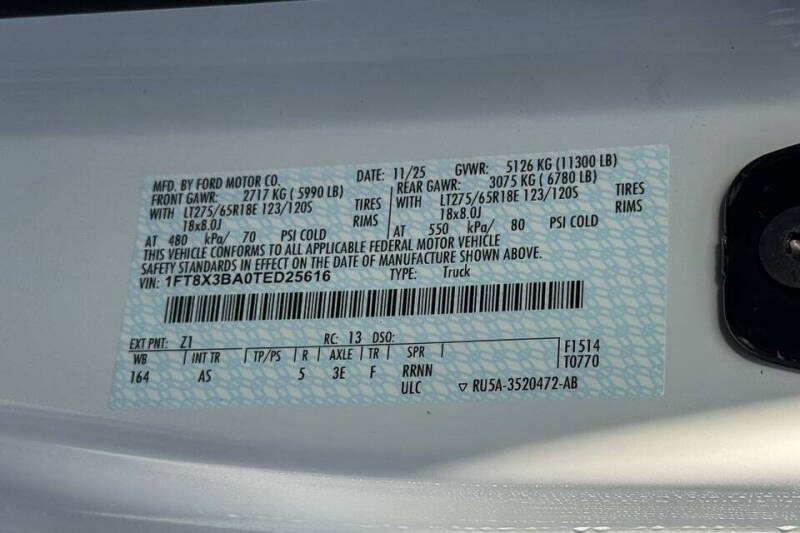 MFD. BY FORD MOTOR CO. DATE: 11/25 GVWR: 5126 KG (11300 LB)
FRONT GAWR: 2717 KG ( 5990 LB) REAR GAWR: 3075 KG ( 6780 LB)
WITH LT275/65R18E 123/120S TIRES WITH LT275/65R18E 123/120S TIRES
18x8.0J RIMS 18x8.0J RIMS
AT 480 kPa/ 70 PSI COLD AT 550 kPa/ 80 PSI COLD
THIS VEHICLE CONFORMS TO ALL APPLICABLE FEDERAL MOTOR VEHICLE
SAFETY STANDARDS IN EFFECT ON THE DATE OF MANUFACTURE SHOWN ABOVE.
VIN: 1FT8X3BA0TED25616 TYPE: Truck
EXT PNT: Z1 RC: 13 DSO: F1514
WB INT TR TP/PS R AXLE TR SPR T0770
164 AS 5 3E F RRNN
ULC ▽ RU5A-3520472-AB